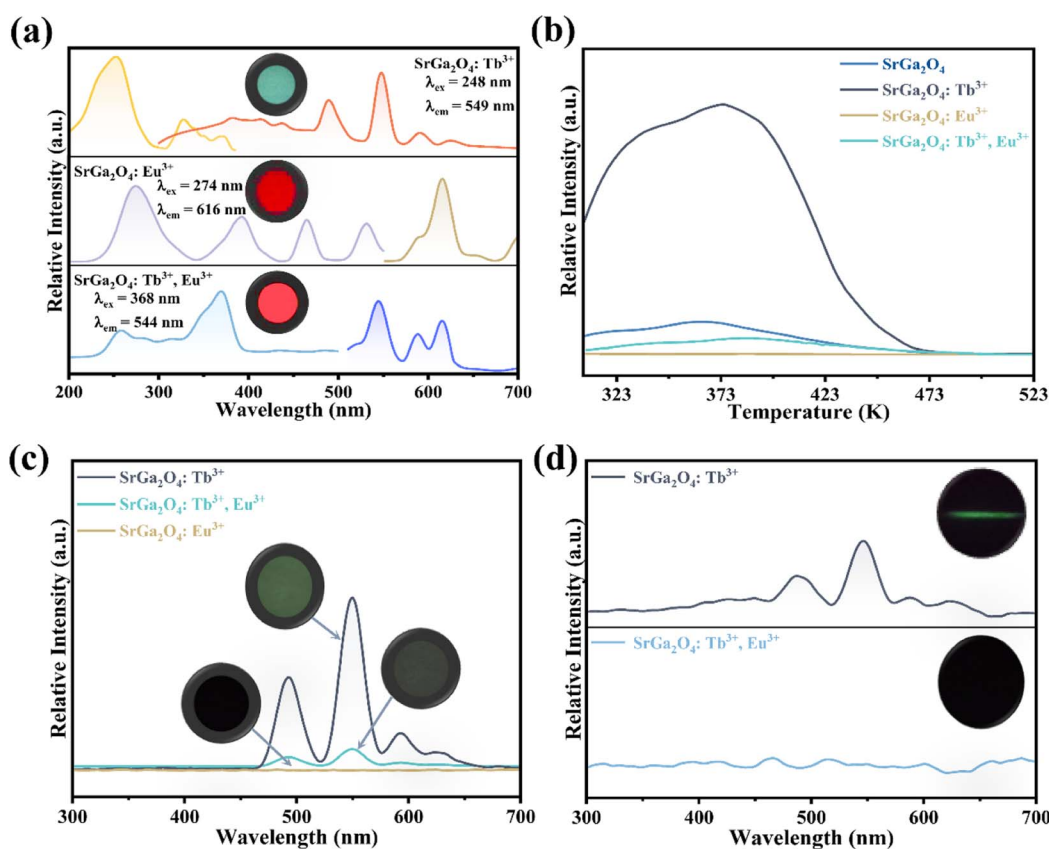 (a)
SrGa₂O₄: Tb³⁺
λₑₓ = 248 nm
λₑₘ = 549 nm
SrGa₂O₄: Eu³⁺
λₑₓ = 274 nm
λₑₘ = 616 nm
SrGa₂O₄: Tb³⁺, Eu³⁺
λₑₓ = 368 nm
λₑₘ = 544 nm
Relative Intensity (a.u.)
200 300 400 500 600 700
Wavelength (nm)
(b)
SrGa₂O₄
SrGa₂O₄: Tb³⁺
SrGa₂O₄: Eu³⁺
SrGa₂O₄: Tb³⁺, Eu³⁺
Relative Intensity (a.u.)
323 373 423 473 523
Temperature (K)
(c)
SrGa₂O₄: Tb³⁺
SrGa₂O₄: Tb³⁺, Eu³⁺
SrGa₂O₄: Eu³⁺
Relative Intensity (a.u.)
300 400 500 600 700
Wavelength (nm)
(d)
SrGa₂O₄: Tb³⁺
SrGa₂O₄: Tb³⁺, Eu³⁺
Relative Intensity (a.u.)
300 400 500 600 700
Wavelength (nm)